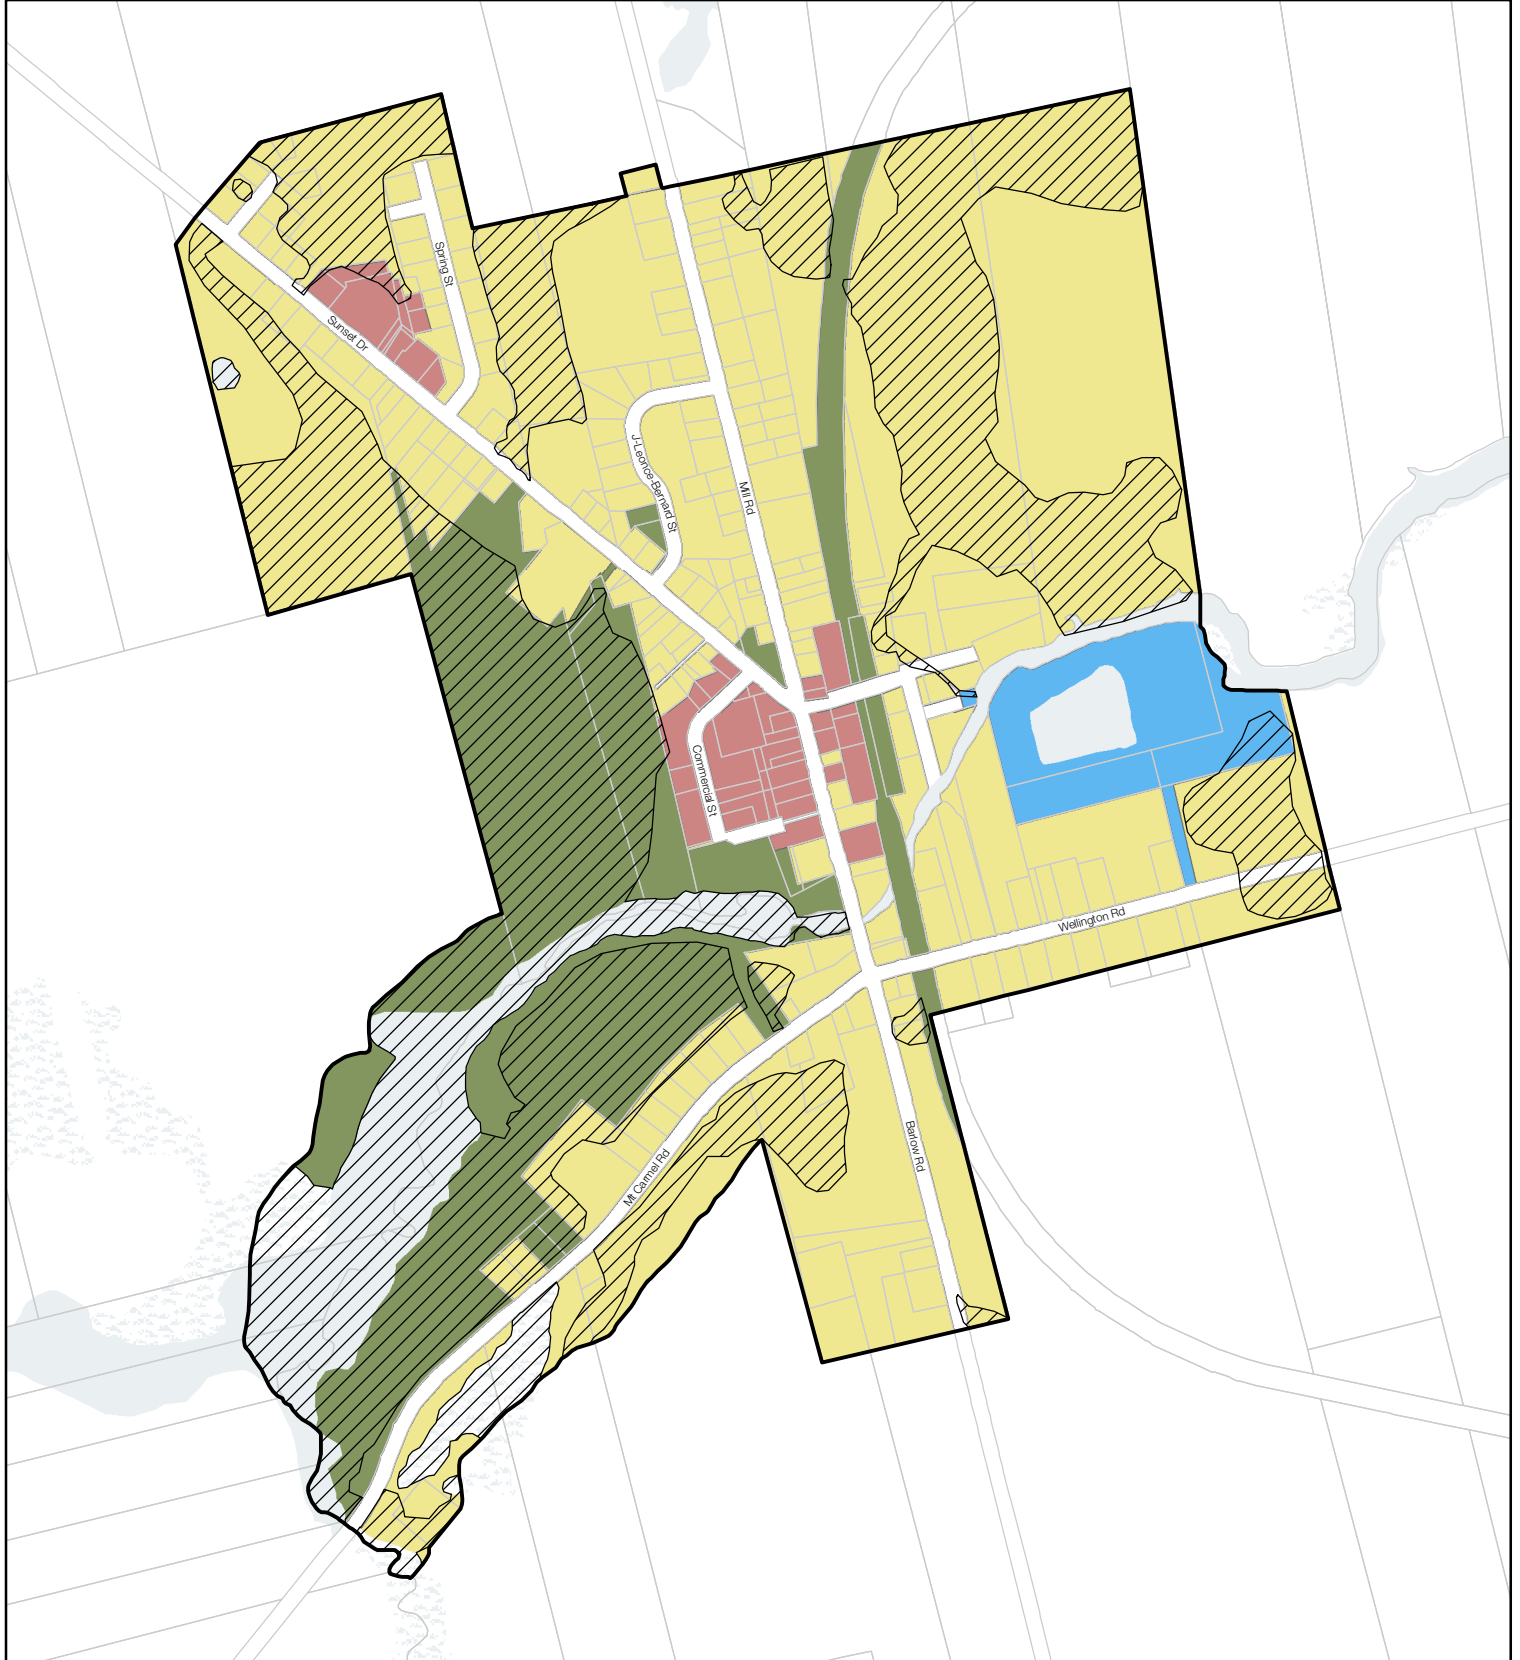 Spring St
Sunset Dr
J-Leonce-Bernard St
Mill Rd
Commercial St
Wellington Rd
Mt Carmel Rd
Barlow Rd